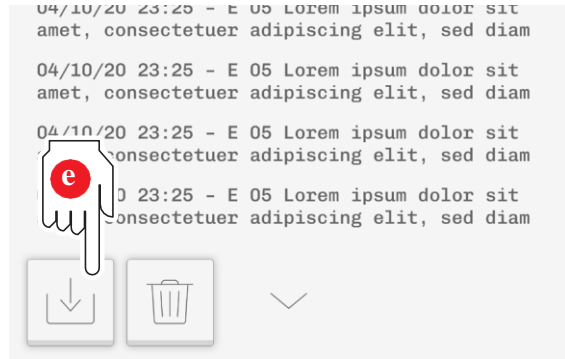 04/10/20 23:25 – E 05 Lorem ipsum dolor sit
amet, consectetuer adipiscing elit, sed diam
04/10/20 23:25 – E 05 Lorem ipsum dolor sit
amet, consectetuer adipiscing elit, sed diam
04/10/20 23:25 – E 05 Lorem ipsum dolor sit
consectetuer adipiscing elit, sed diam
23:25 – E 05 Lorem ipsum dolor sit
consectetuer adipiscing elit, sed diam
e